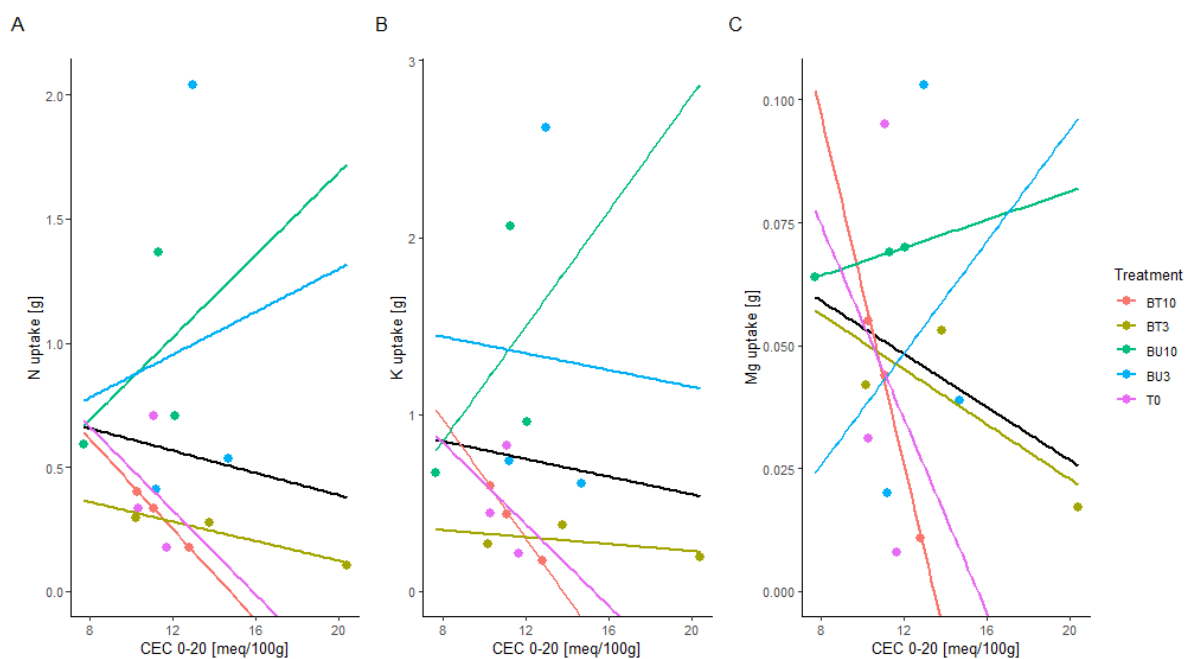 A
B
C
N uptake [g]
2.0
1.5
1.0
0.5
0.0
8 12 16 20
CEC 0-20 [meq/100g]
K uptake [g]
3
2
1
0
8 12 16 20
CEC 0-20 [meq/100g]
Mg uptake [g]
0.100
0.075
0.050
0.025
0.000
8 12 16 20
CEC 0-20 [meq/100g]
Treatment
BT10
BT3
BU10
BU3
T0